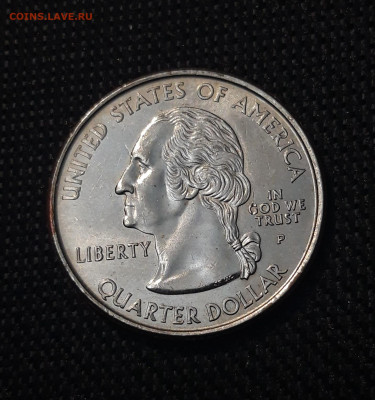 COINS.LAVE.RU
UNITED STATES OF AMERICA
LIBERTY
IN
GOD WE
TRUST
P
QUARTER DOLLAR